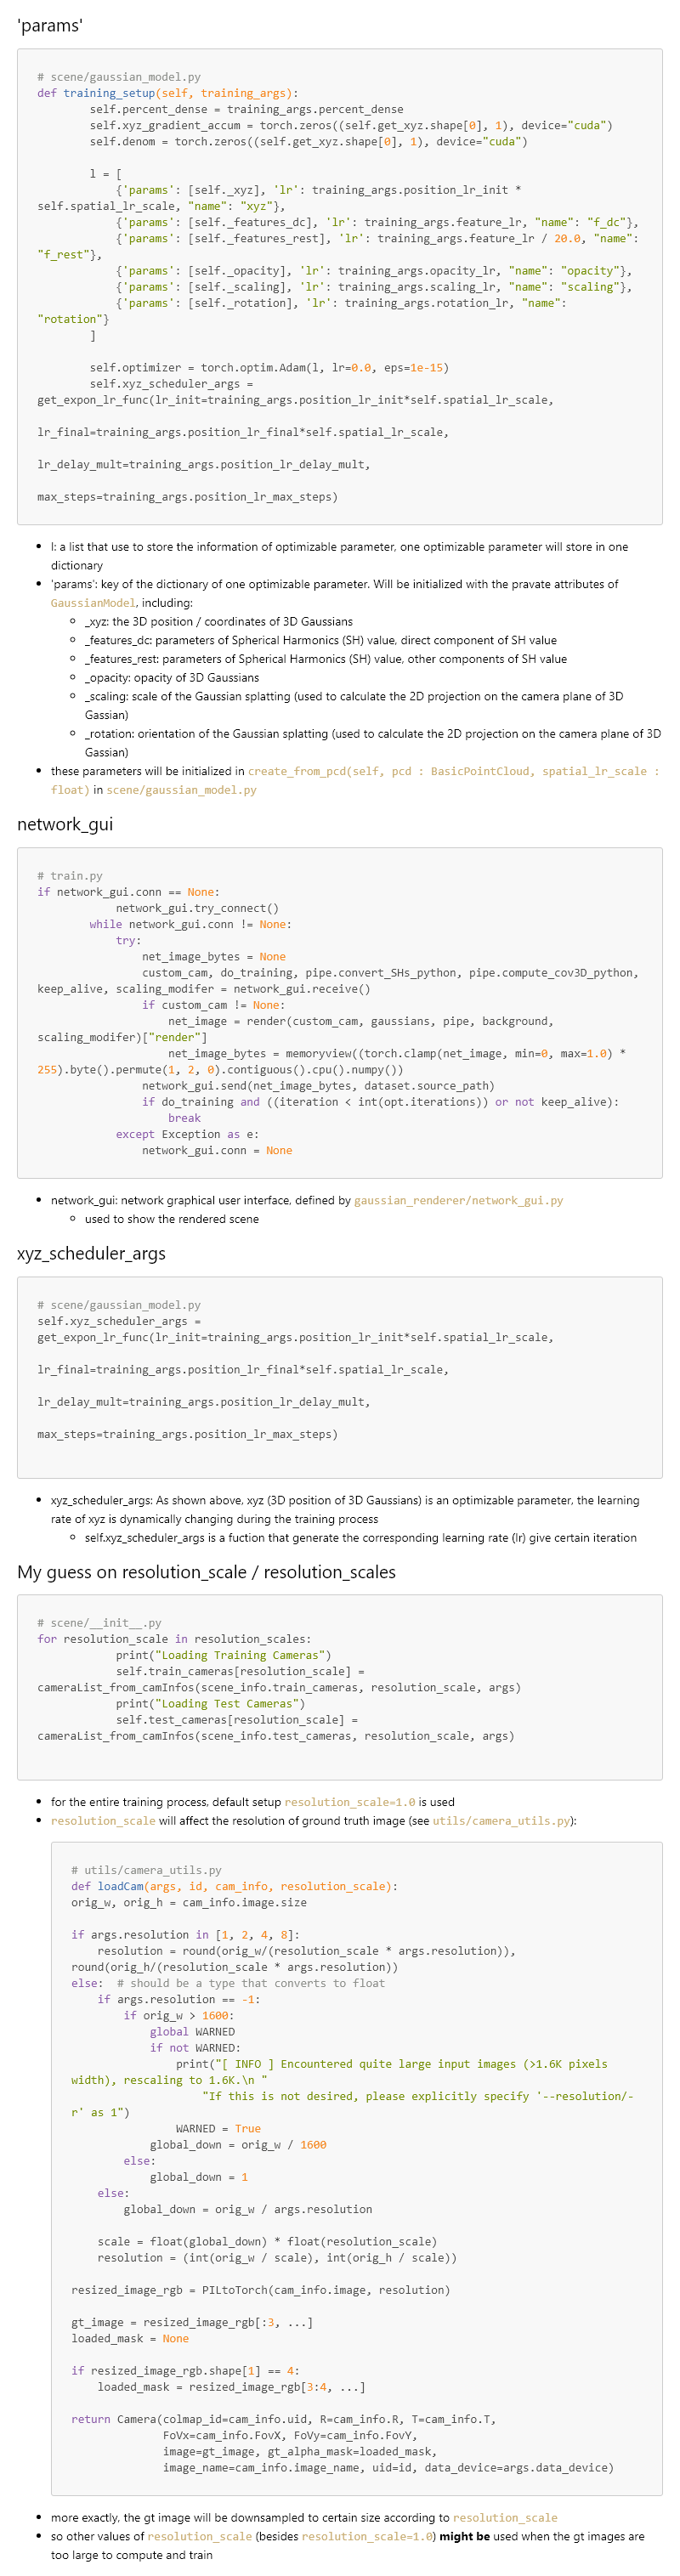 'params'
# scene/gaussian_model.py
def training_setup(self, training_args):
self.percent_dense = training_args.percent_dense
self.xyz_gradient_accum = torch.zeros((self.get_xyz.shape[0], 1), device="cuda")
self.denom = torch.zeros((self.get_xyz.shape[0], 1), device="cuda")
l = [
{'params': [self._xyz], 'lr': training_args.position_lr_init *
self.spatial_lr_scale, "name": "xyz"},
{'params': [self._features_dc], 'lr': training_args.feature_lr, "name": "f_dc"},
{'params': [self._features_rest], 'lr': training_args.feature_lr / 20.0, "name":
"f_rest"},
{'params': [self._opacity], 'lr': training_args.opacity_lr, "name": "opacity"},
{'params': [self._scaling], 'lr': training_args.scaling_lr, "name": "scaling"},
{'params': [self._rotation], 'lr': training_args.rotation_lr, "name":
"rotation"}
]
self.optimizer = torch.optim.Adam(l, lr=0.0, eps=1e-15)
self.xyz_scheduler_args =
get_expon_lr_func(lr_init=training_args.position_lr_init*self.spatial_lr_scale,
lr_final=training_args.position_lr_final*self.spatial_lr_scale,
lr_delay_mult=training_args.position_lr_delay_mult,
max_steps=training_args.position_lr_max_steps)
• l: a list that use to store the information of optimizable parameter, one optimizable parameter will store in one
dictionary
• 'params': key of the dictionary of one optimizable parameter. Will be initialized with the pravate attributes of
GaussianModel, including:
◦ _xyz: the 3D position / coordinates of 3D Gaussians
◦ _features_dc: parameters of Spherical Harmonics (SH) value, direct component of SH value
◦ _features_rest: parameters of Spherical Harmonics (SH) value, other components of SH value
◦ _opacity: opacity of 3D Gaussians
◦ _scaling: scale of the Gaussian splatting (used to calculate the 2D projection on the camera plane of 3D
Gassian)
◦ _rotation: orientation of the Gaussian splatting (used to calculate the 2D projection on the camera plane of 3D
Gassian)
• these parameters will be initialized in create_from_pcd(self, pcd : BasicPointCloud, spatial_lr_scale :
float) in scene/gaussian_model.py
network_gui
# train.py
if network_gui.conn == None:
network_gui.try_connect()
while network_gui.conn != None:
try:
net_image_bytes = None
custom_cam, do_training, pipe.convert_SHs_python, pipe.compute_cov3D_python,
keep_alive, scaling_modifer = network_gui.receive()
if custom_cam != None:
net_image = render(custom_cam, gaussians, pipe, background,
scaling_modifer)["render"]
net_image_bytes = memoryview((torch.clamp(net_image, min=0, max=1.0) *
255).byte().permute(1, 2, 0).contiguous().cpu().numpy())
network_gui.send(net_image_bytes, dataset.source_path)
if do_training and ((iteration < int(opt.iterations)) or not keep_alive):
break
except Exception as e:
network_gui.conn = None
• network_gui: network graphical user interface, defined by gaussian_renderer/network_gui.py
◦ used to show the rendered scene
xyz_scheduler_args
# scene/gaussian_model.py
self.xyz_scheduler_args =
get_expon_lr_func(lr_init=training_args.position_lr_init*self.spatial_lr_scale,
lr_final=training_args.position_lr_final*self.spatial_lr_scale,
lr_delay_mult=training_args.position_lr_delay_mult,
max_steps=training_args.position_lr_max_steps)
• xyz_scheduler_args: As shown above, xyz (3D position of 3D Gaussians) is an optimizable parameter, the learning
rate of xyz is dynamically changing during the training process
◦ self.xyz_scheduler_args is a fuction that generate the corresponding learning rate (lr) give certain iteration
My guess on resolution_scale / resolution_scales
# scene/__init__.py
for resolution_scale in resolution_scales:
print("Loading Training Cameras")
self.train_cameras[resolution_scale] =
cameraList_from_camInfos(scene_info.train_cameras, resolution_scale, args)
print("Loading Test Cameras")
self.test_cameras[resolution_scale] =
cameraList_from_camInfos(scene_info.test_cameras, resolution_scale, args)
• for the entire training process, default setup resolution_scale=1.0 is used
• resolution_scale will affect the resolution of ground truth image (see utils/camera_utils.py):
# utils/camera_utils.py
def loadCam(args, id, cam_info, resolution_scale):
orig_w, orig_h = cam_info.image.size
if args.resolution in [1, 2, 4, 8]:
resolution = round(orig_w/(resolution_scale * args.resolution)),
round(orig_h/(resolution_scale * args.resolution))
else:  # should be a type that converts to float
if args.resolution == -1:
if orig_w > 1600:
global WARNED
if not WARNED:
print("[ INFO ] Encountered quite large input images (>1.6K pixels
width), rescaling to 1.6K.\n "
"If this is not desired, please explicitly specify '--resolution/-
r' as 1")
WARNED = True
global_down = orig_w / 1600
else:
global_down = 1
else:
global_down = orig_w / args.resolution
scale = float(global_down) * float(resolution_scale)
resolution = (int(orig_w / scale), int(orig_h / scale))
resized_image_rgb = PILtoTorch(cam_info.image, resolution)
gt_image = resized_image_rgb[:3, ...]
loaded_mask = None
if resized_image_rgb.shape[1] == 4:
loaded_mask = resized_image_rgb[3:4, ...]
return Camera(colmap_id=cam_info.uid, R=cam_info.R, T=cam_info.T,
FoVx=cam_info.FovX, FoVy=cam_info.FovY,
image=gt_image, gt_alpha_mask=loaded_mask,
image_name=cam_info.image_name, uid=id, data_device=args.data_device)
• more exactly, the gt image will be downsampled to certain size according to resolution_scale
• so other values of resolution_scale (besides resolution_scale=1.0) might be used when the gt images are
too large to compute and train